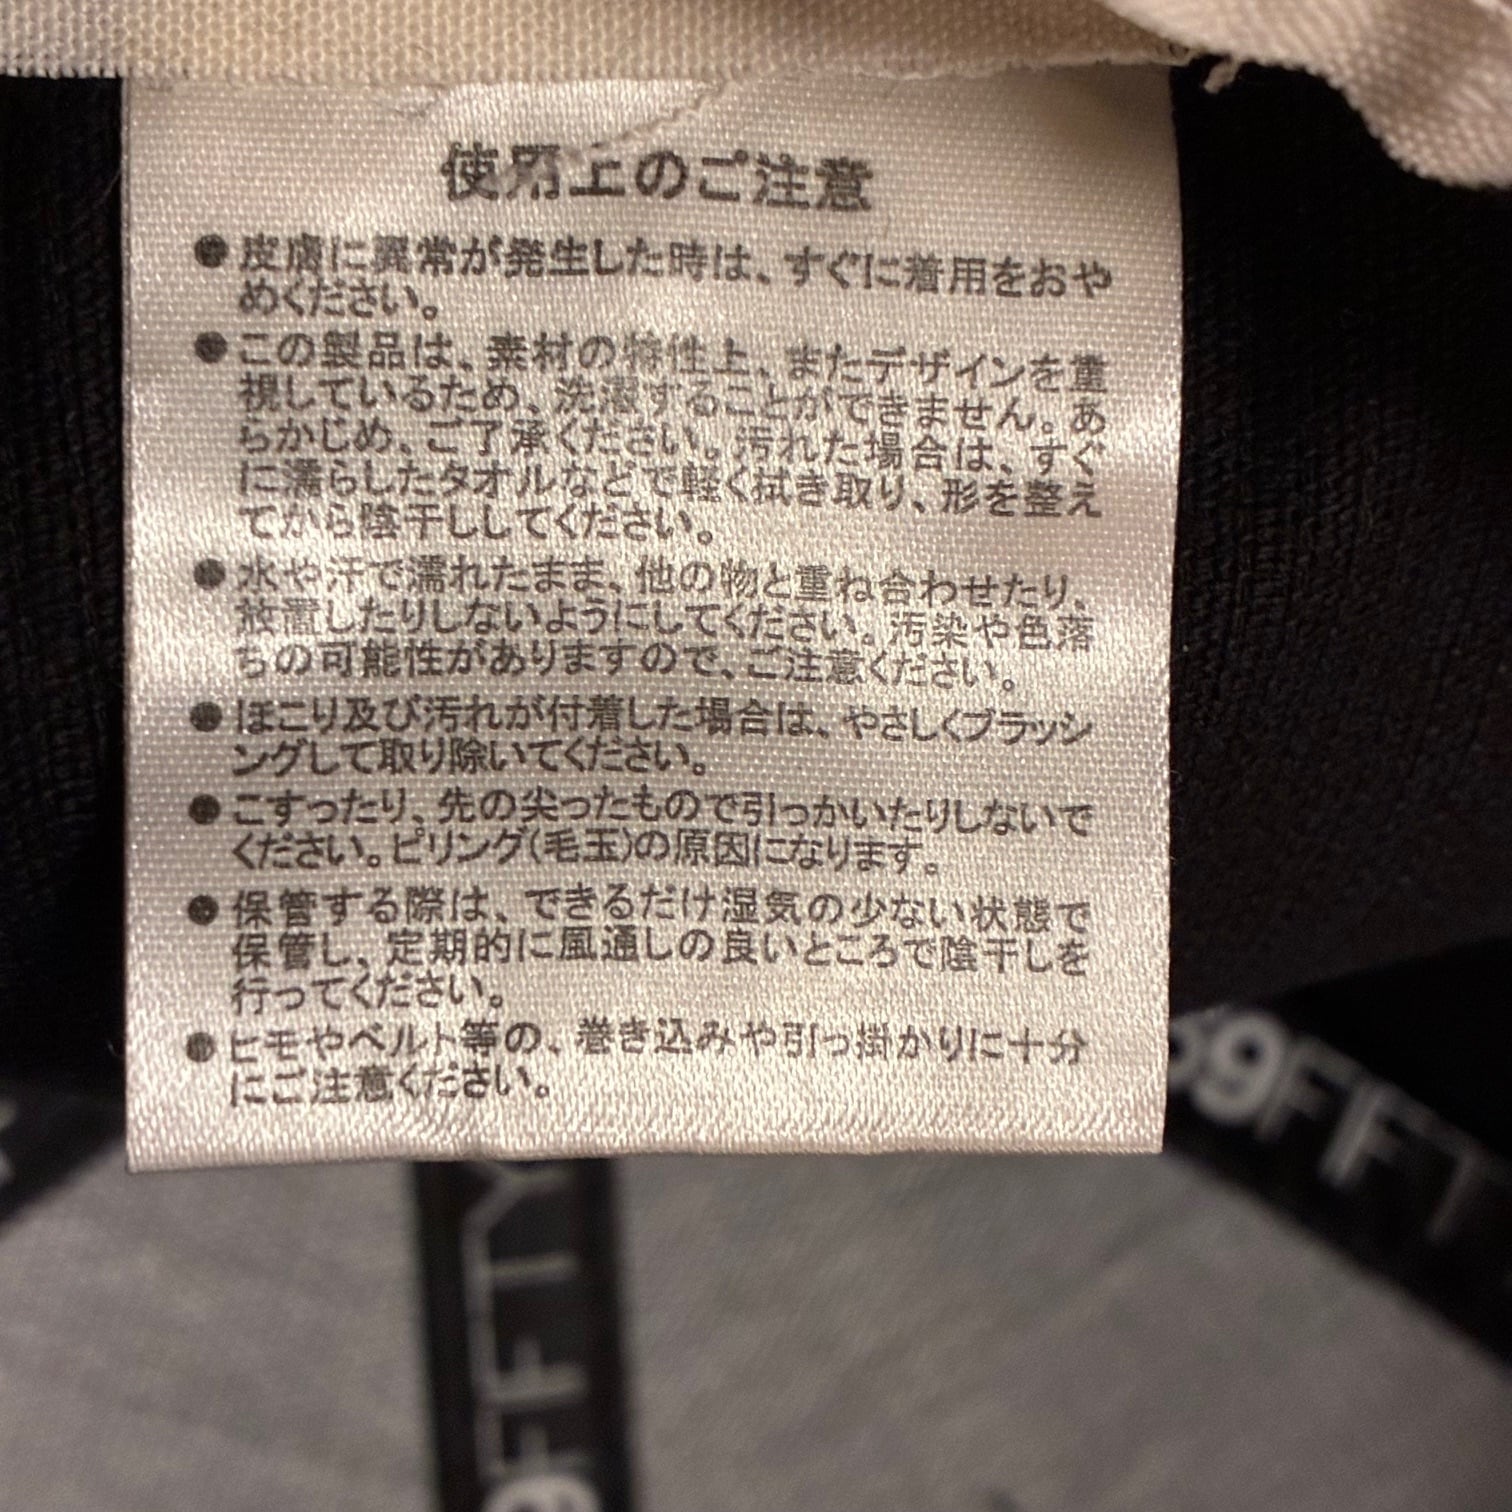 使用上のご注意
●皮膚に異常が発生した時は、すぐに着用をおや
めください。
●この製品は、素材の特性上、またデザインを重
視しているため、洗濯することができません。あ
らかじめ、ご了承ください。汚れた場合は、すぐ
に濡らしたタオルなどで軽く拭き取り、形を整え
てから陰干ししてください。
●水や汗で濡れたまま、他の物と重ね合わせたり、
放置したりしないようにしてください。汚染や色落
ちの可能性がありますので、ご注意ください。
●ほこり及び汚れが付着した場合は、やさしくブラッシ
ングして取り除いてください。
●こすったり、先の尖ったもので引っかいたりしないで
ください。ピリング(毛玉)の原因になります。
●保管する際は、できるだけ湿気の少ない状態で
保管し、定期的に風通しの良いところで陰干しを
行ってください。
●ヒモやベルト等の、巻き込みや引っ掛かりに十分
にご注意ください。
59FIFT
9FIFTY